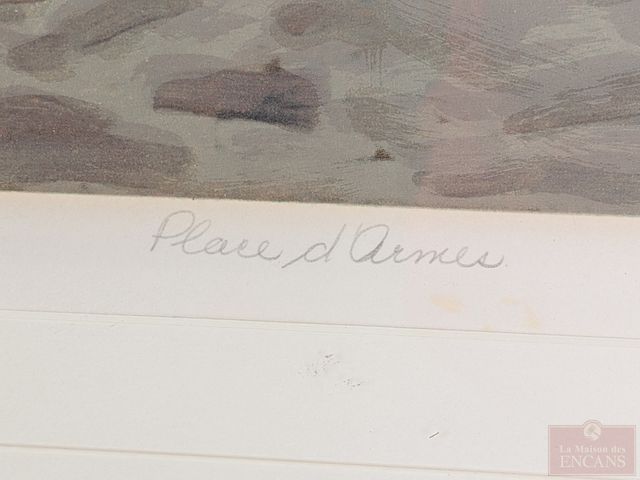 Place d'Armes
La Maison des
ENCANS